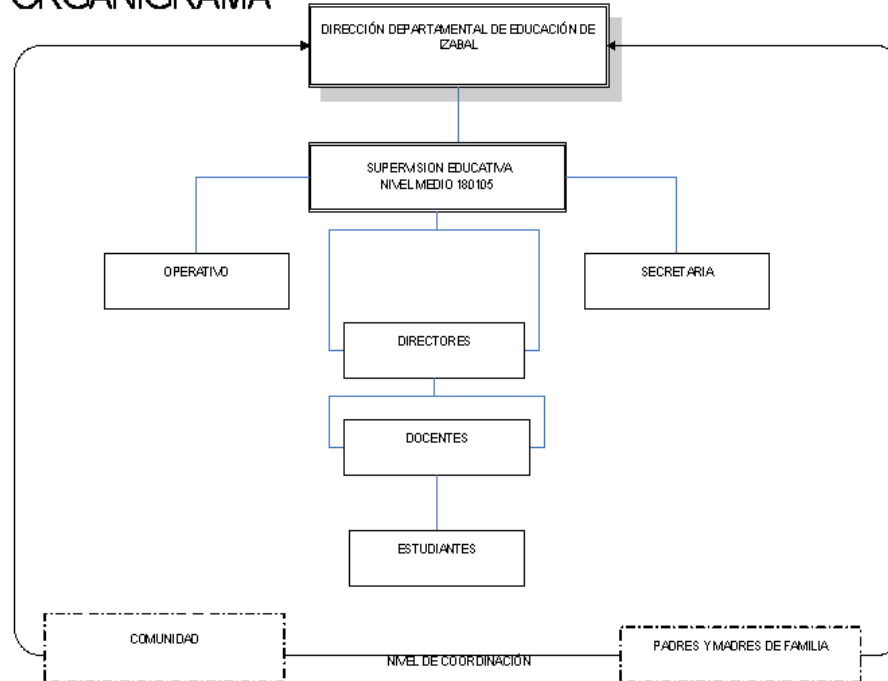 ORGANIGRAMA
DIRECCIÓN DEPARTAMENTAL DE EDUCACIÓN DE
IZABAL
SUPERVISION EDUCATIVA
NIVEL MEDIO 180105
OPERATIVO
SECRETARIA
DIRECTORES
DOCENTES
ESTUDIANTES
COMUNIDAD
PADRES Y MADRES DE FAMILIA
NIVEL DE COORDINACIÓN